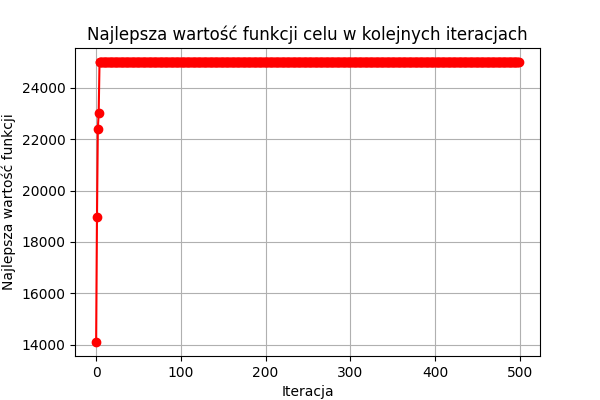 Najlepsza wartość funkcji celu w kolejnych iteracjach
Najlepsza wartość funkcji
24000
22000
20000
18000
16000
14000
0 100 200 300 400 500
Iteracja